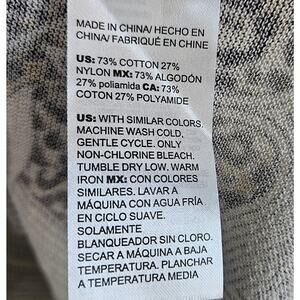 MADE IN CHINA/ HECHO EN
CHINA/ FABRIQUÉ EN CHINE
US: 73% COTTON 27%
NYLON MX: 73% ALGODÓN
27% poliamida CA: 73%
COTON 27% POLYAMIDE
US: WITH SIMILAR COLORS,
MACHINE WASH COLD,
GENTLE CYCLE. ONLY
NON-CHLORINE BLEACH.
TUMBLE DRY LOW. WARM
IRON MX: CON COLORES
SIMILARES. LAVAR A
MÁQUINA CON AGUA FRÍA
EN CICLO SUAVE.
SOLAMENTE
BLANQUEADOR SIN CLORO.
SECAR A MÁQUINA A BAJA
TEMPERATURA. PLANCHAR
A TEMPERATURA MEDIA